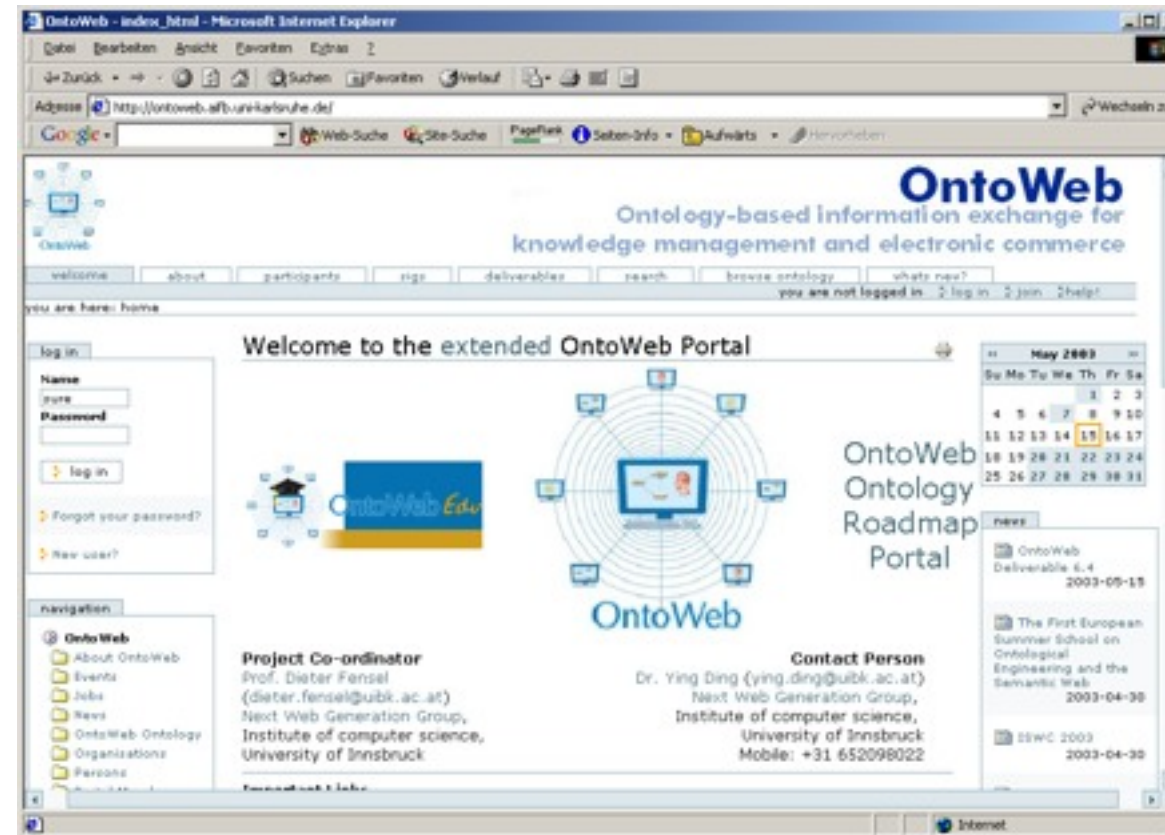 OntoWeb - index_html - Microsoft Internet Explorer
Datei Bearbeiten Ansicht Favoriten Extras ?
Zurück Suchen Favoriten Verlauf
Adresse http://ontoweb.aifb.uni-karlsruhe.de/ Wechseln z
Google Web-Suche Site-Suche PageRank Seiten-Info Aufwärts Hervorheben
OntoWeb
OntoWeb
Ontology-based information exchange for
knowledge management and electronic commerce
welcome about participants sigs deliverables search browse ontology whats new?
you are not logged in log in join help!
you are here: home
log in
Name
sure
Password
log in
Forgot your password?
New user?
navigation
OntoWeb
About OntoWeb
Events
Jobs
News
OntoWeb Ontology
Organisations
Persons
Welcome to the extended OntoWeb Portal
OntoWeb Edu
OntoWeb
OntoWeb
Ontology
Roadmap
Portal
Project Co-ordinator
Prof. Dieter Fensel
(dieter.fensel@uibk.ac.at)
Next Web Generation Group,
Institute of computer science,
University of Innsbruck
Contact Person
Dr. Ying Ding (ying.ding@uibk.ac.at)
Next Web Generation Group,
Institute of computer science,
University of Innsbruck
Mobile: +31 652098022
Important Links
« May 2003 »
Su Mo Tu We Th Fr Sa
1 2 3
4 5 6 7 8 9 10
11 12 13 14 15 16 17
18 19 20 21 22 23 24
25 26 27 28 29 30 31
news
OntoWeb
Deliverable 6.4
2003-05-15
The First European
Summer School on
Ontological
Engineering and the
Semantic Web
2003-04-30
ISWC 2003
2003-04-30
Internet